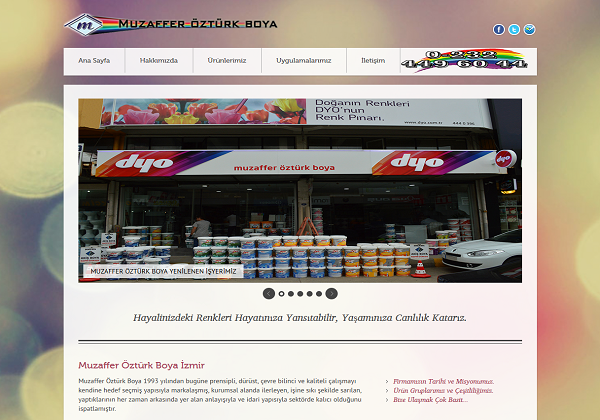 MUZAFFER ÖZTÜRK BOYA
Ana Sayfa
Hakkımızda
Ürünlerimiz
Uygulamalarımız
İletişim
0-232
449 60 44
Doğanın Renkleri
DYO'nun
Renk Pınarı.
www.dyo.com.tr
dyo
muzaffer öztürk boya
dyo
dyo
MUZAFFER ÖZTÜRK BOYA YENİLENEN İŞYERİMİZ
Hayalinizdeki Renkleri Hayatınıza Yansıtabilir, Yaşamınıza Canlılık Katarız.
Muzaffer Öztürk Boya İzmir
Muzaffer Öztürk Boya 1993 yılından bugüne prensipli, dürüst, çevre bilinci ve kaliteli çalışmayı
kendine hedef seçmiş yapısıyla markalaşmış, kurumsal alanda ilerleyen, işine sıkı şekilde sarılan,
yaptıklarının her zaman arkasında yer alan anlayışıyla ve idari yapısıyla sektörde kalıcı olduğunu
ispatlamıştır.
Firmamızın Tarihi ve Misyonumuz.
Ürün Gruplarımız ve Çeşitliliğimiz.
Bize Ulaşmak Çok Basit...